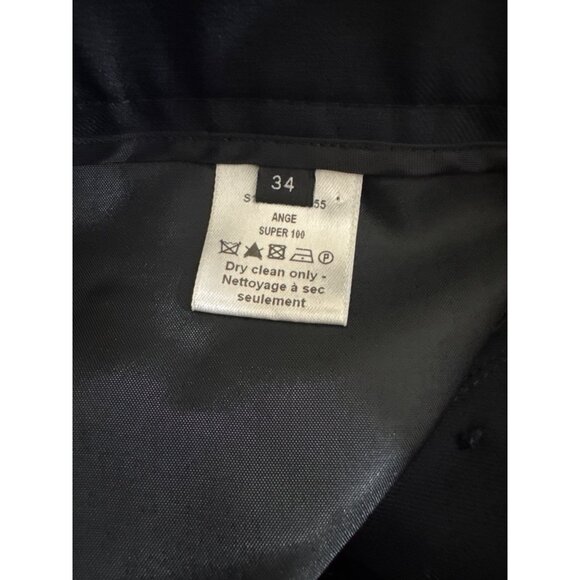 34
ANGE
SUPER 100
Dry clean only -
Nettoyage à sec
seulement